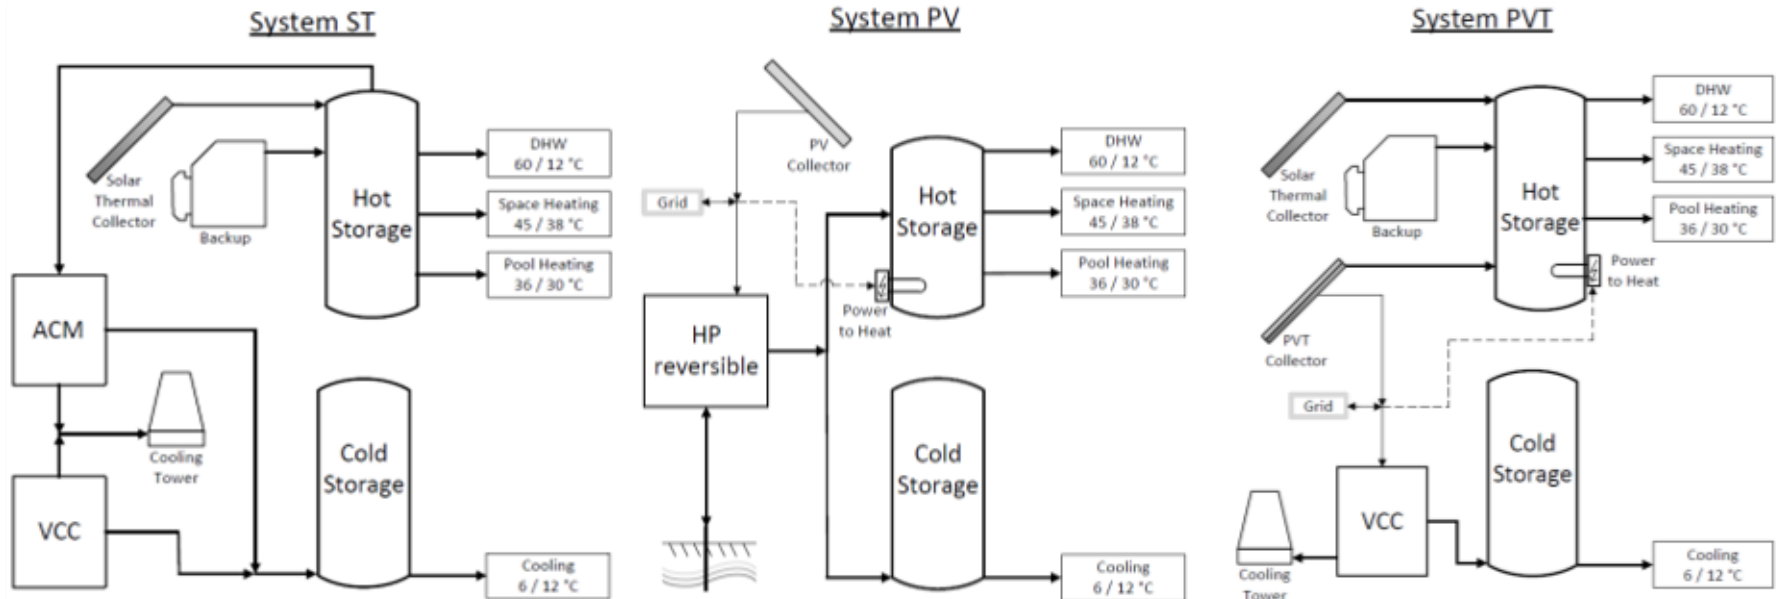 System ST
Solar
Thermal
Collector
Backup
Hot
Storage
DHW
60 / 12 °C
Space Heating
45 / 38 °C
Pool Heating
36 / 30 °C
ACM
Cooling
Tower
VCC
Cold
Storage
Cooling
6 / 12 °C
System PV
PV
Collector
Grid
Hot
Storage
DHW
60 / 12 °C
Space Heating
45 / 38 °C
Pool Heating
36 / 30 °C
Power
to Heat
HP
reversible
Cold
Storage
Cooling
6 / 12 °C
System PVT
Solar
Thermal
Collector
Backup
Hot
Storage
DHW
60 / 12 °C
Space Heating
45 / 38 °C
Pool Heating
36 / 30 °C
Power
to Heat
PVT
Collector
Grid
Cold
Storage
VCC
Cooling
Tower
Cooling
6 / 12 °C